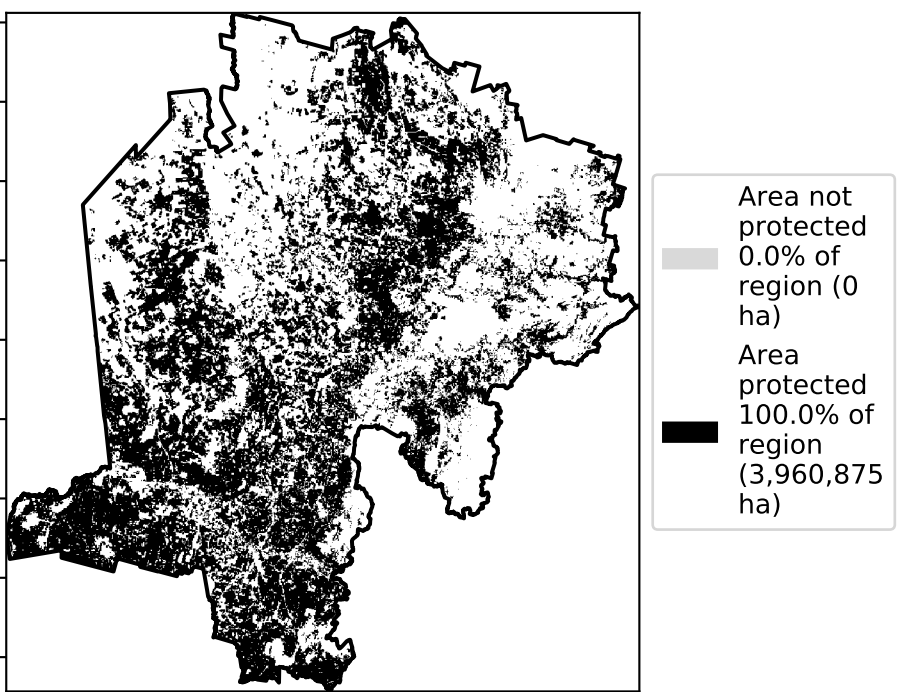 Area not
protected
0.0% of
region (0
ha)
Area
protected
100.0% of
region
(3,960,875
ha)